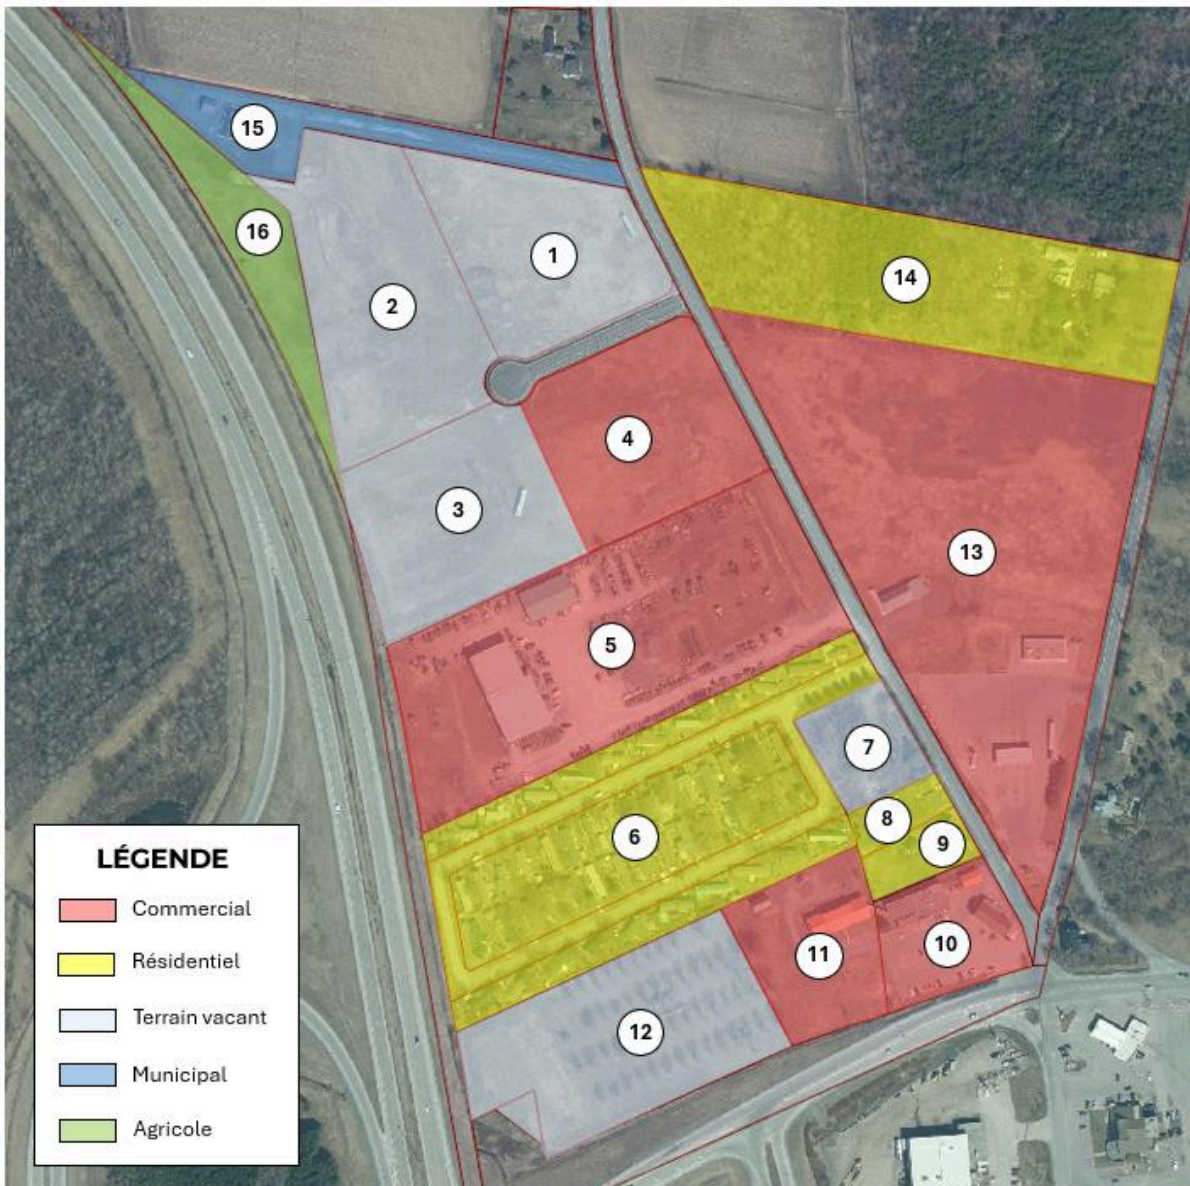 15
16
1
14
2
4
3
13
5
7
6
8
9
10
11
12
LÉGENDE
Commercial
Résidentiel
Terrain vacant
Municipal
Agricole